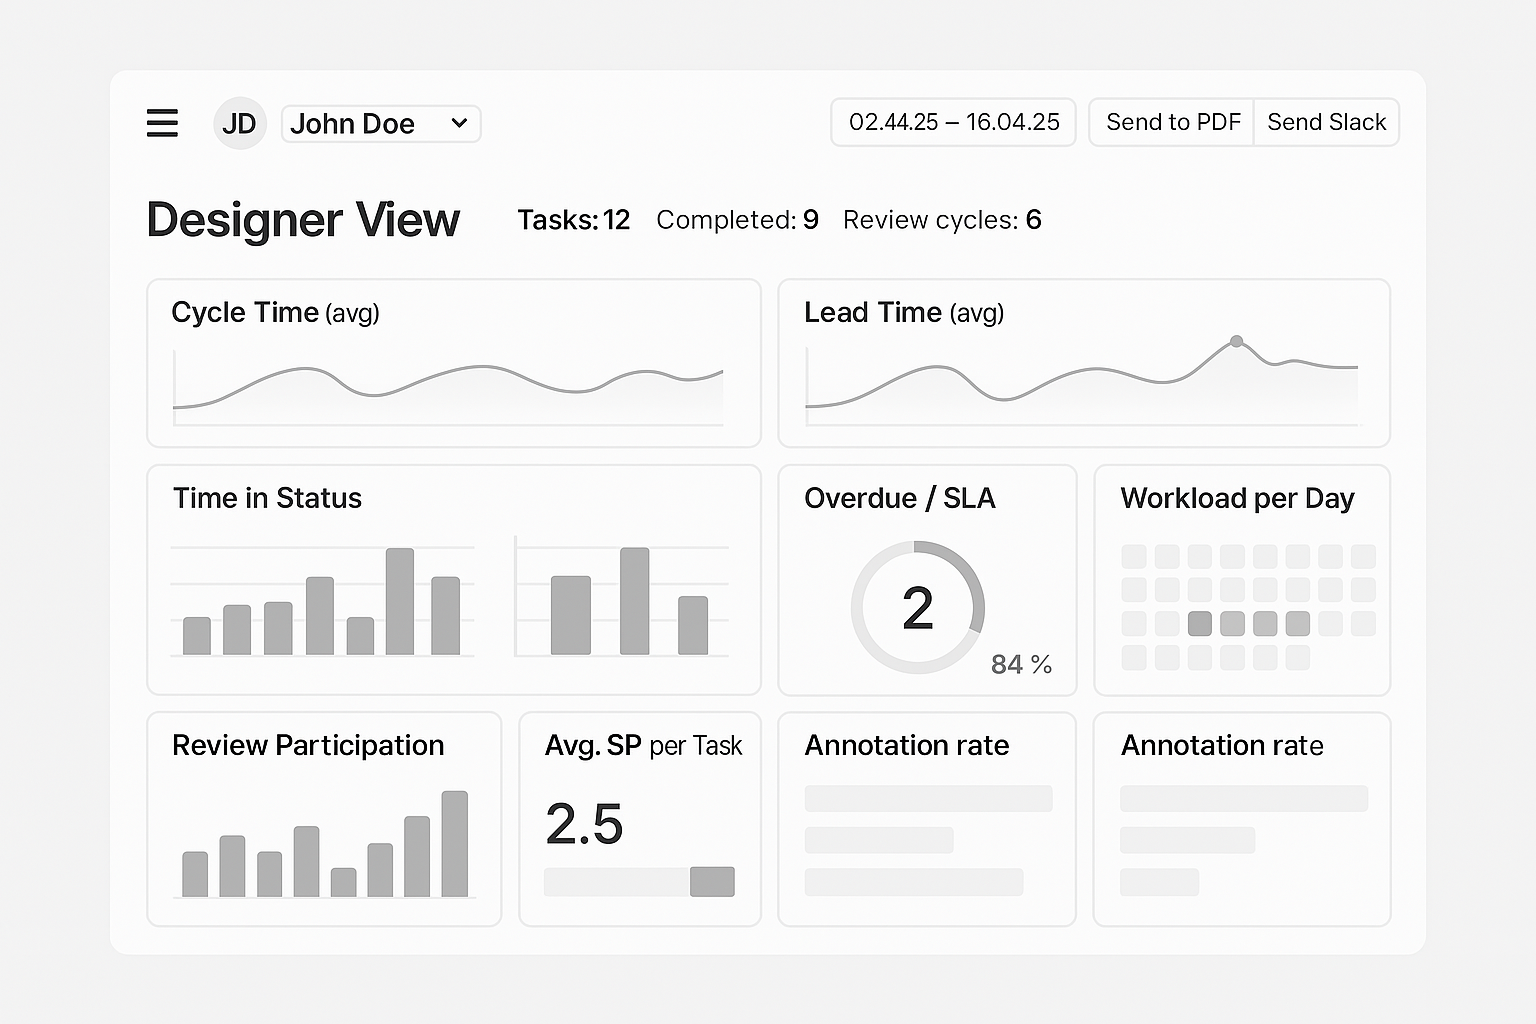 JD John Doe 02.44.25 – 16.04.25 Send to PDF Send Slack
Designer View Tasks: 12 Completed: 9 Review cycles: 6
Cycle Time (avg)
Lead Time (avg)
Time in Status
Overdue / SLA
2
84 %
Workload per Day
Review Participation
Avg. SP per Task
2.5
Annotation rate
Annotation rate